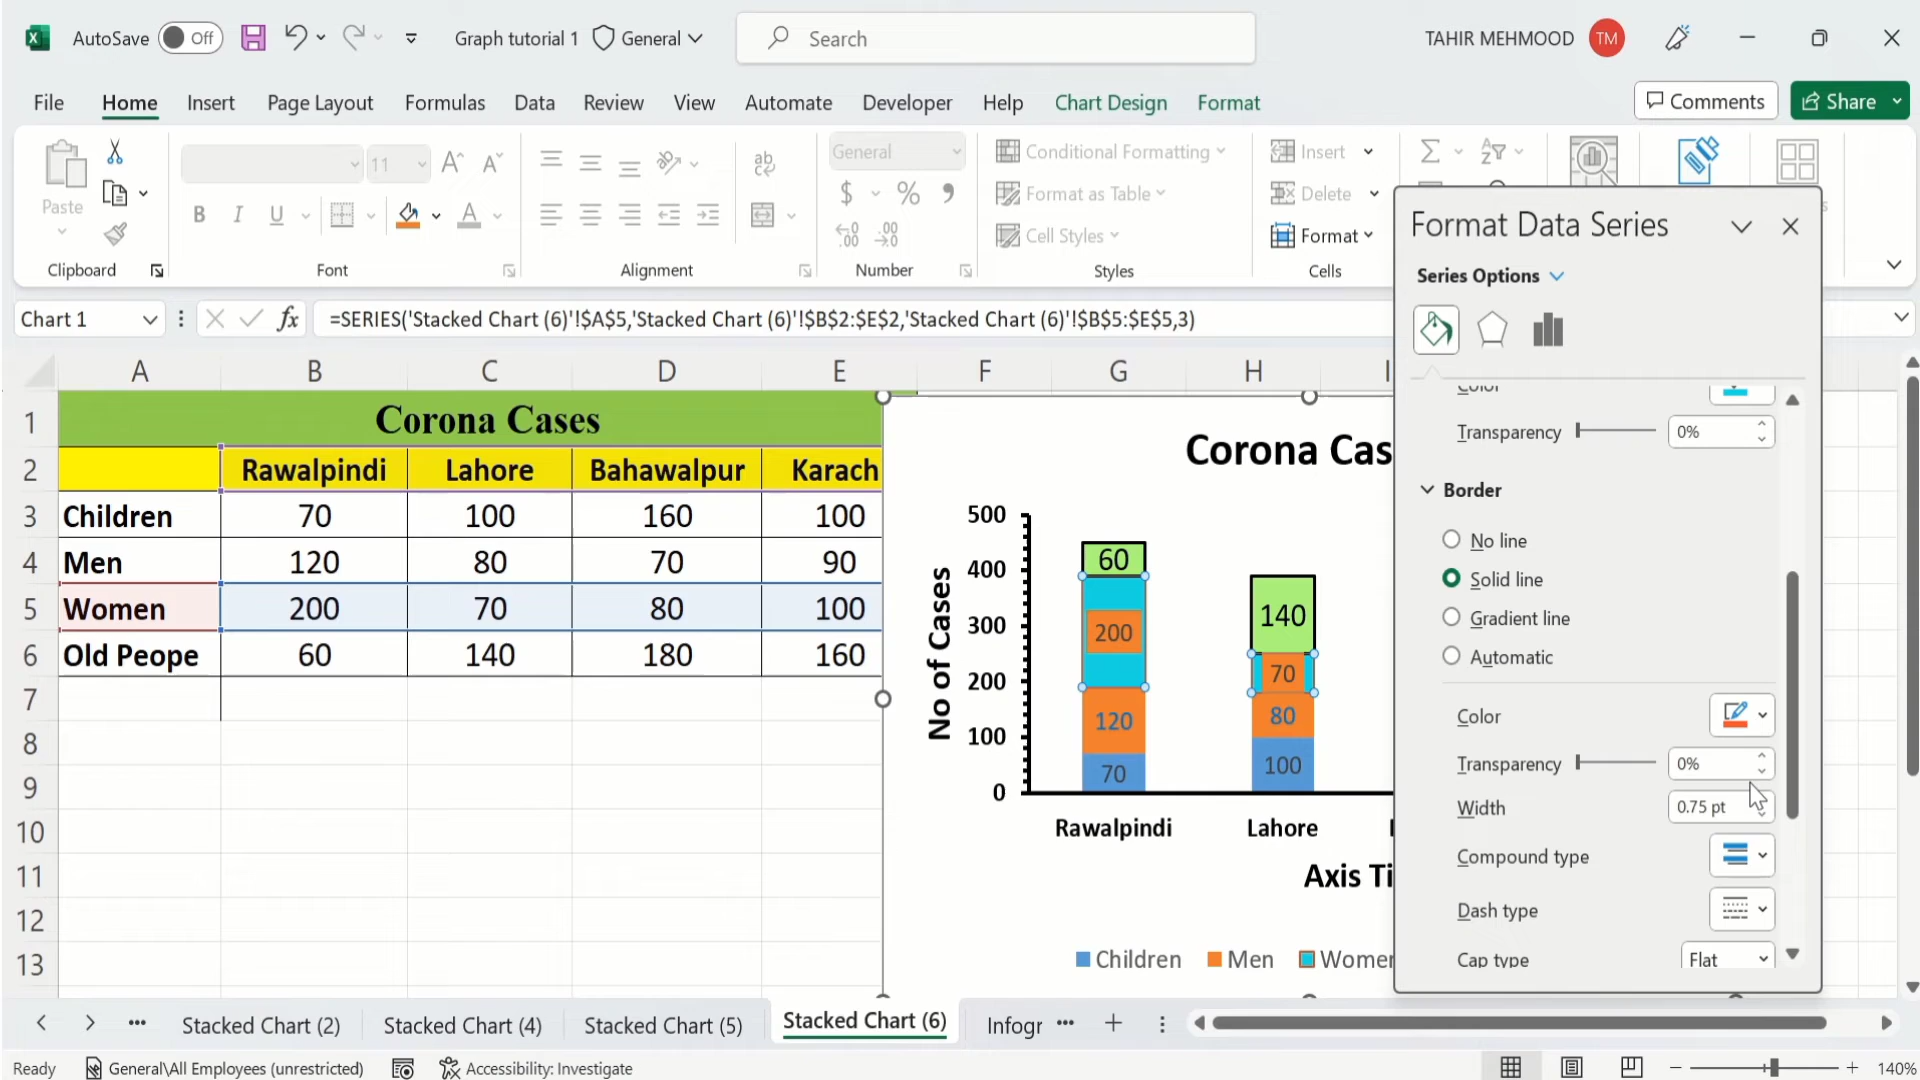 AutoSave Off Graph tutorial 1 General Search TAHIR MEHMOOD TM
File Home Insert Page Layout Formulas Data Review View Automate Developer Help Chart Design Format Comments Share
Paste
11
General
Conditional Formatting
Format as Table
Cell Styles
Insert
Delete
Format
Clipboard Font Alignment Number Styles Cells
Chart 1 fx =SERIES('Stacked Chart (6)'!$A$5,'Stacked Chart (6)'!$B$2:$E$2,'Stacked Chart (6)'!$B$5:$E$5,3)
A B C D E F G H I
1 Corona Cases
2 Rawalpindi Lahore Bahawalpur Karach
3 Children 70 100 160 100
4 Men 120 80 70 90
5 Women 200 70 80 100
6 Old Peope 60 140 180 160
7
8
9
10
11
12
13
Corona Cas
No of Cases
500
400
300
200
100
0
60
200
120
70
140
70
80
100
Rawalpindi Lahore
Axis Ti
Children Men Women
Format Data Series
Series Options
Color
Transparency 0%
Border
No line
Solid line
Gradient line
Automatic
Color
Transparency 0%
Width 0.75 pt
Compound type
Dash type
Cap type Flat
Stacked Chart (2) Stacked Chart (4) Stacked Chart (5) Stacked Chart (6) Infogr
Ready General\All Employees (unrestricted) Accessibility: Investigate 140%